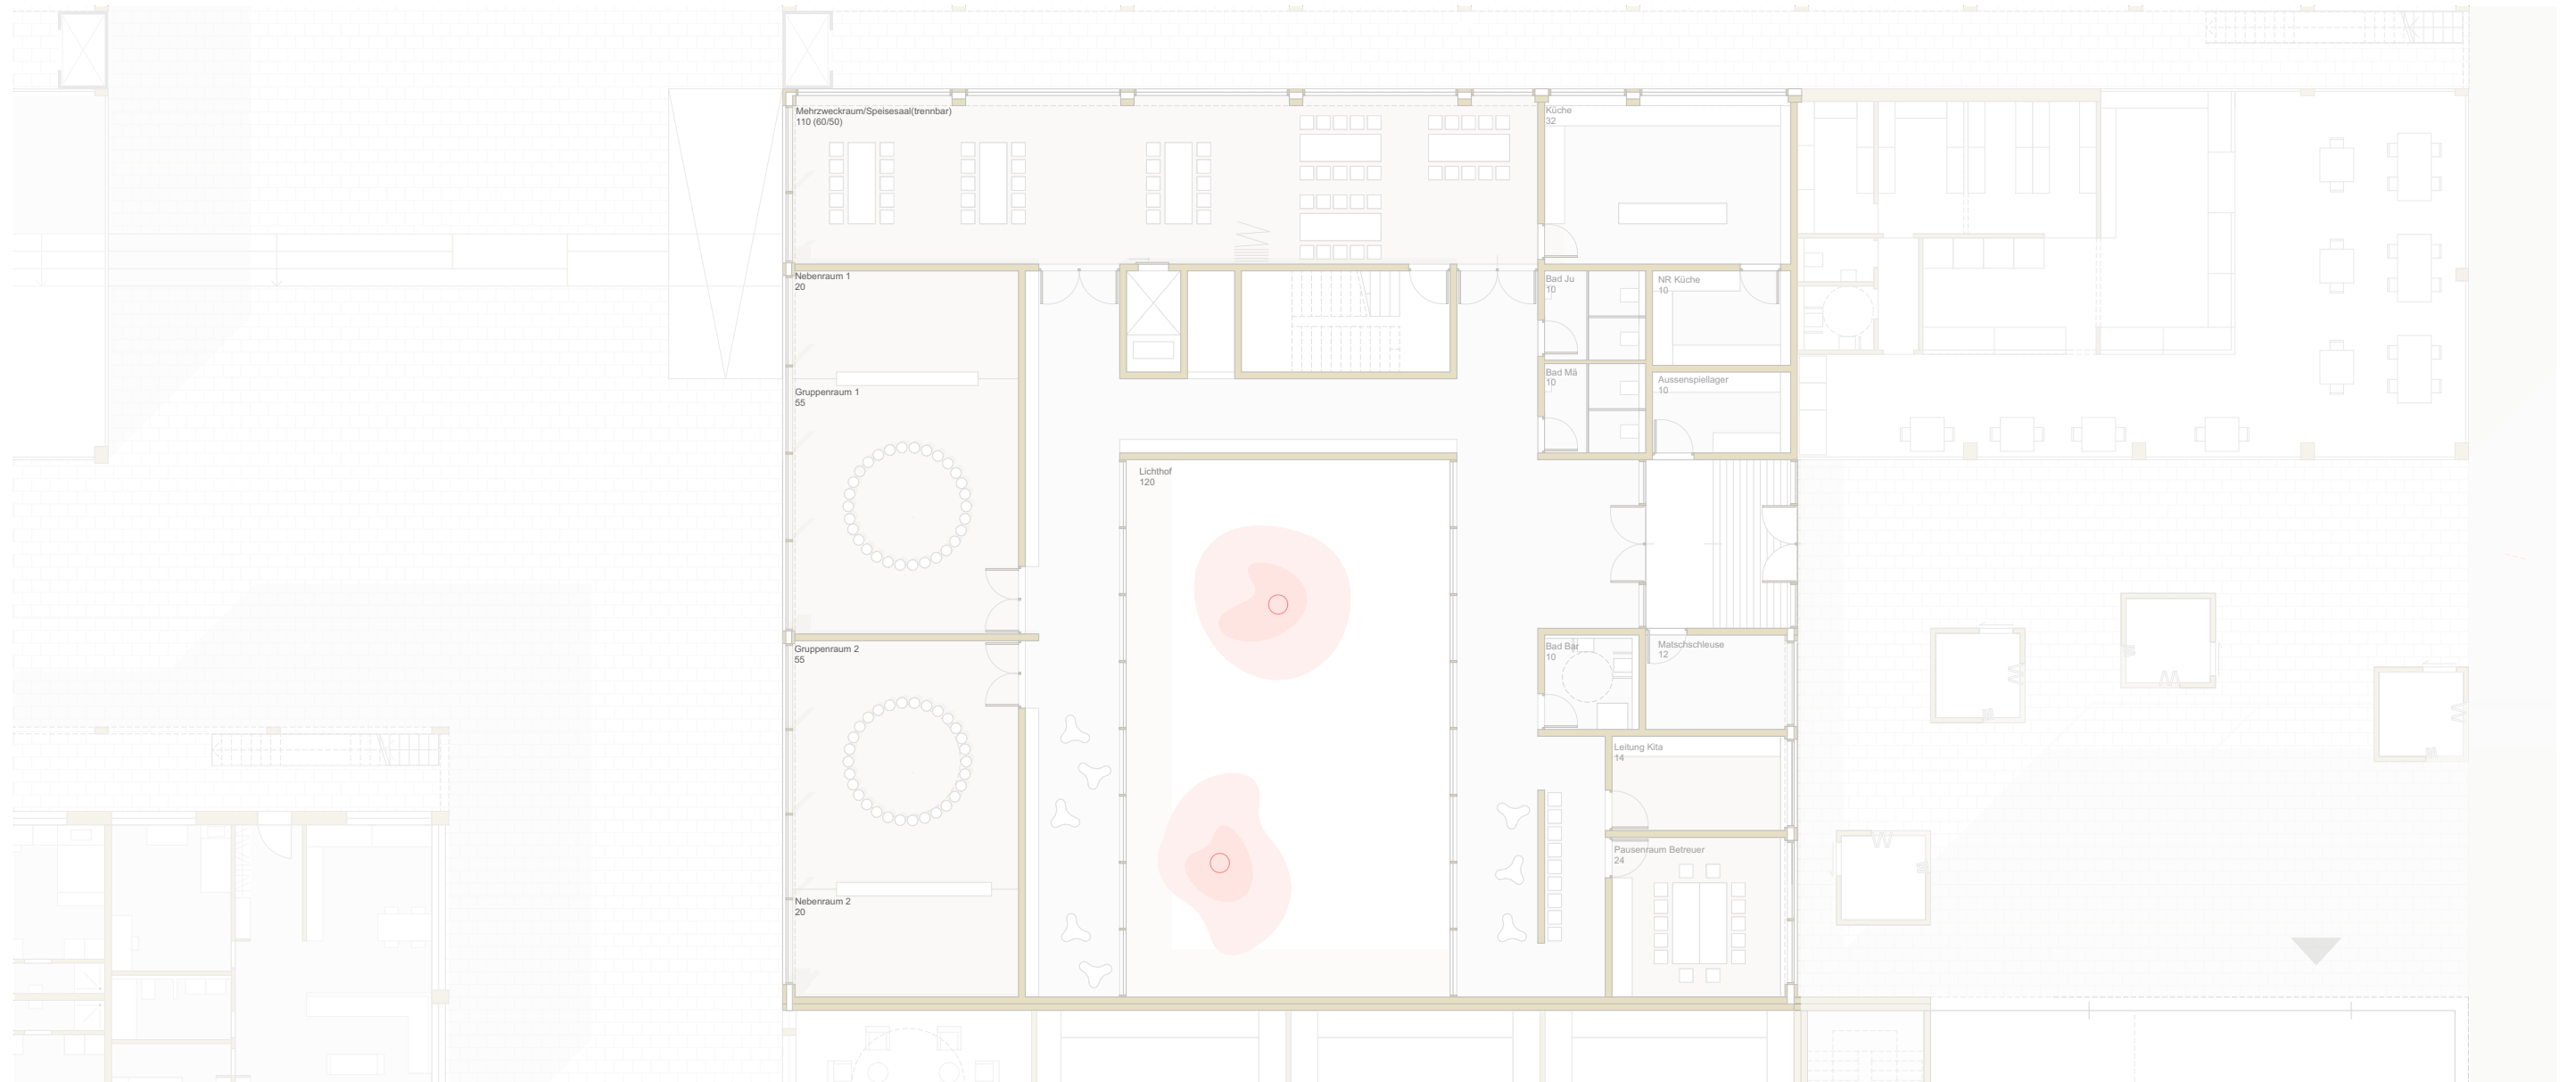 Mehrzweckraum/Speisesaal(trennbar)
110 (60/50)
Küche
32
Nebenraum 1
20
Bad Ju
10
NR Küche
10
Gruppenraum 1
55
Bad Mä
10
Aussenspiellager
10
Lichthof
120
Gruppenraum 2
55
Bad Bar
10
Matschschleuse
12
Leitung Kita
14
Pausenraum Betreuer
24
Nebenraum 2
20